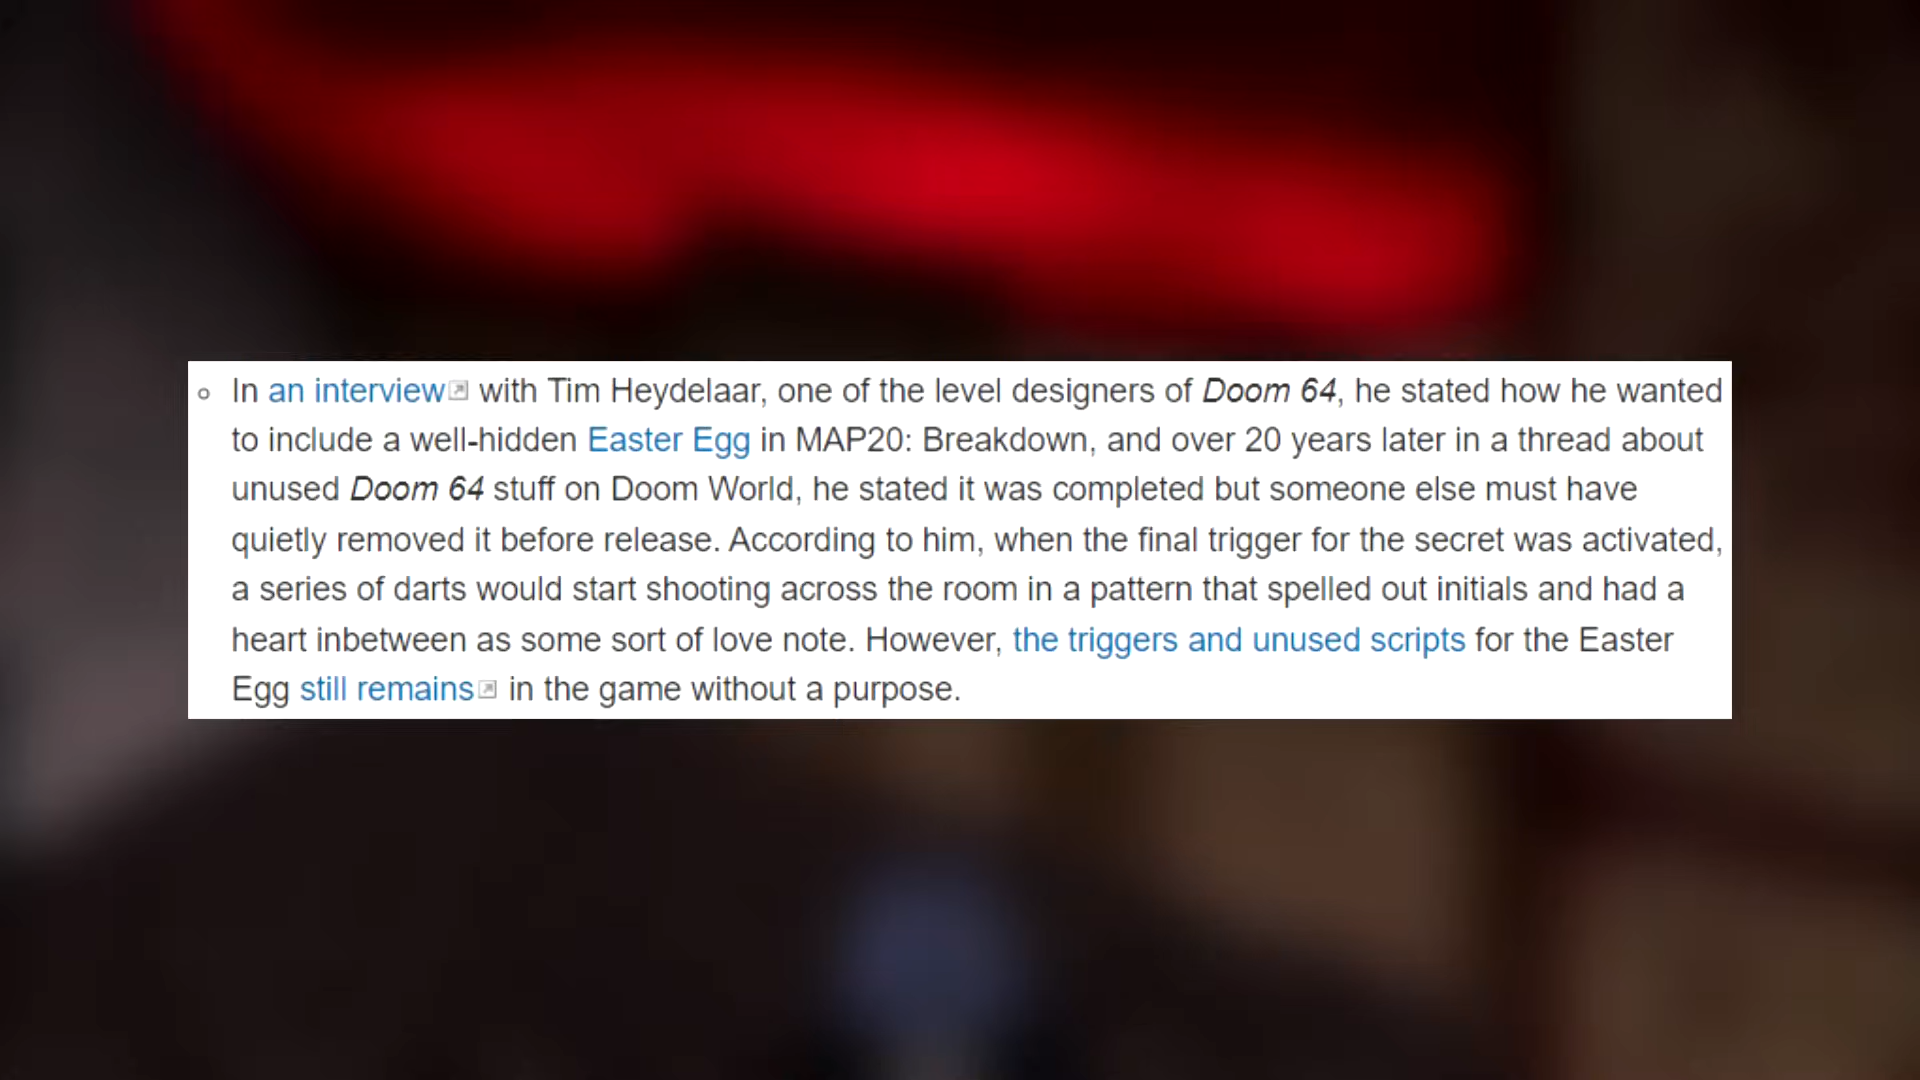 In an interview with Tim Heydelaar, one of the level designers of Doom 64, he stated how he wanted
to include a well-hidden Easter Egg in MAP20: Breakdown, and over 20 years later in a thread about
unused Doom 64 stuff on Doom World, he stated it was completed but someone else must have
quietly removed it before release. According to him, when the final trigger for the secret was activated,
a series of darts would start shooting across the room in a pattern that spelled out initials and had a
heart inbetween as some sort of love note. However, the triggers and unused scripts for the Easter
Egg still remains in the game without a purpose.